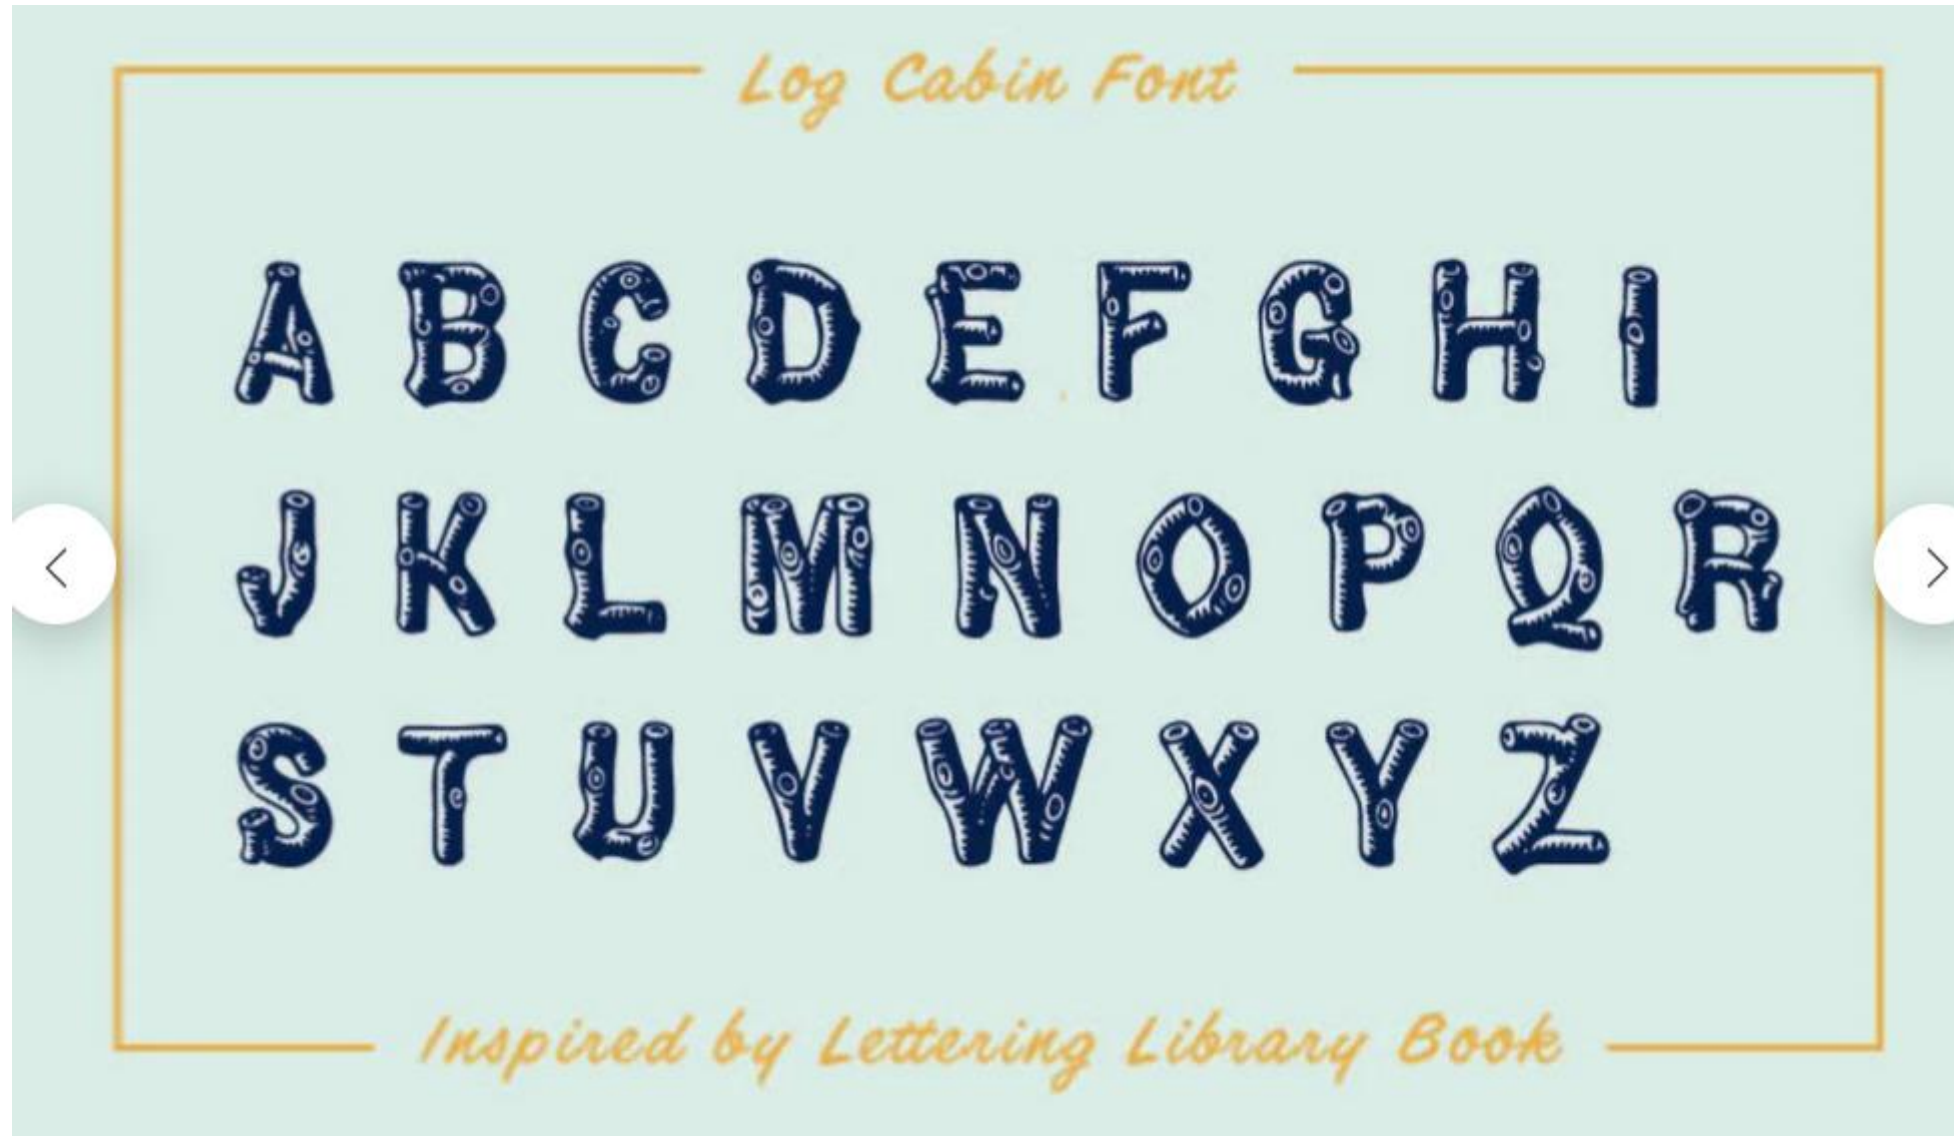 Log Cabin Font
A B C D E F G H I
J K L M N O P Q R
S T U V W X Y Z
Inspired by Lettering Library Book